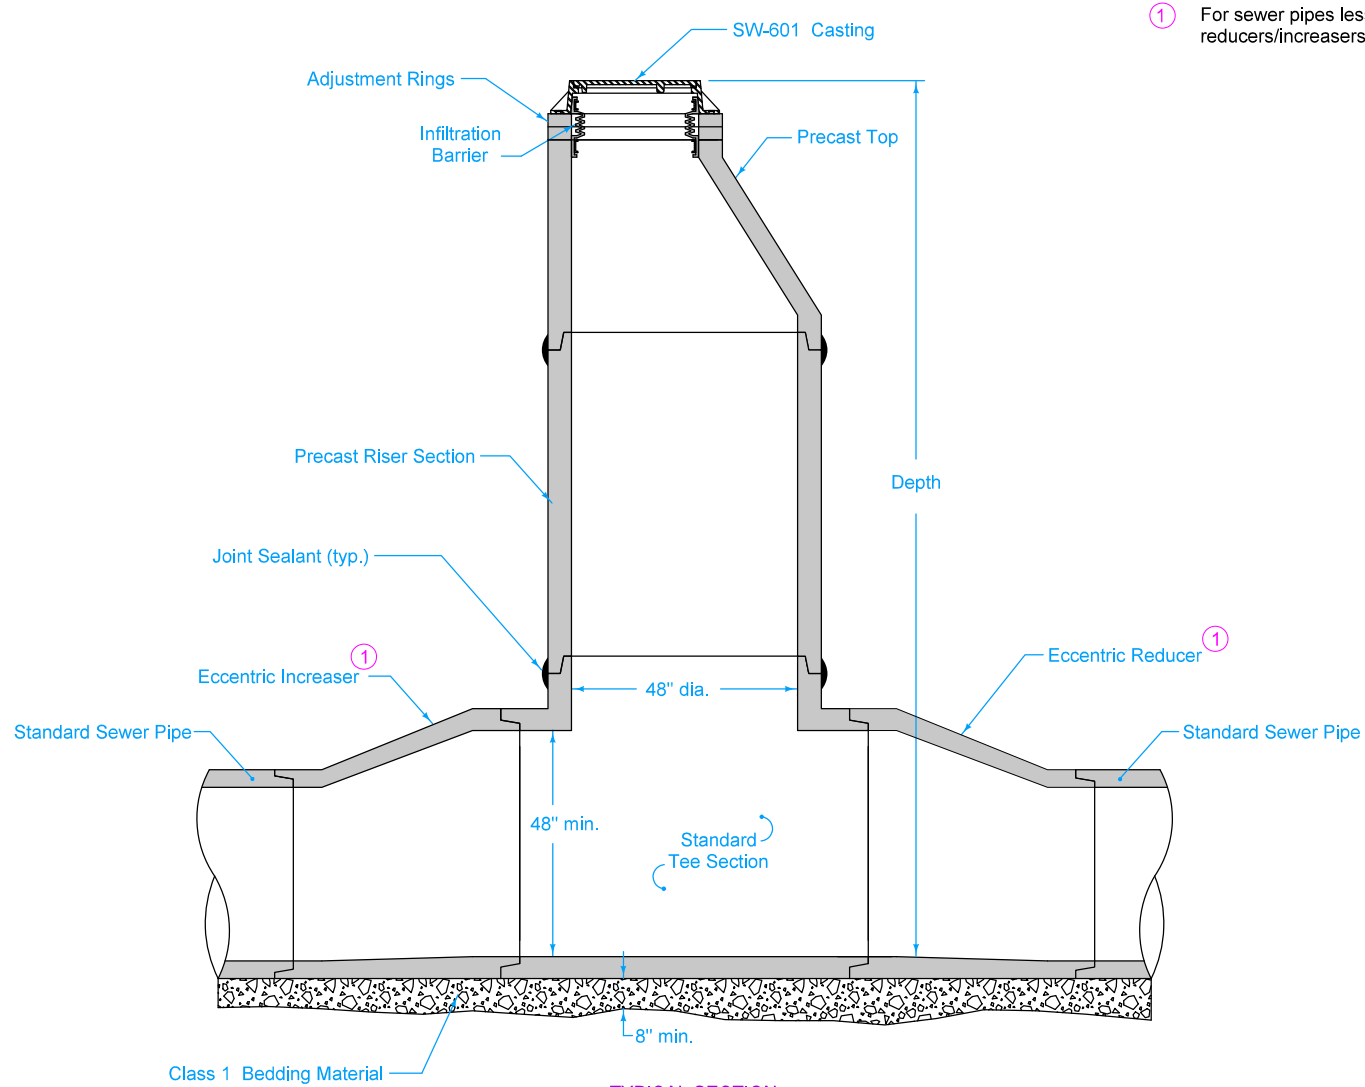 SW-601 Casting
1 For sewer pipes les
reducers/increasers
Adjustment Rings
Infiltration
Barrier
Precast Top
Precast Riser Section
Depth
Joint Sealant (typ.)
1
Eccentric Increaser
1
Eccentric Reducer
48" dia.
Standard Sewer Pipe
Standard Sewer Pipe
48" min.
Standard
Tee Section
8" min.
Class 1 Bedding Material
TYPICAL SECTION